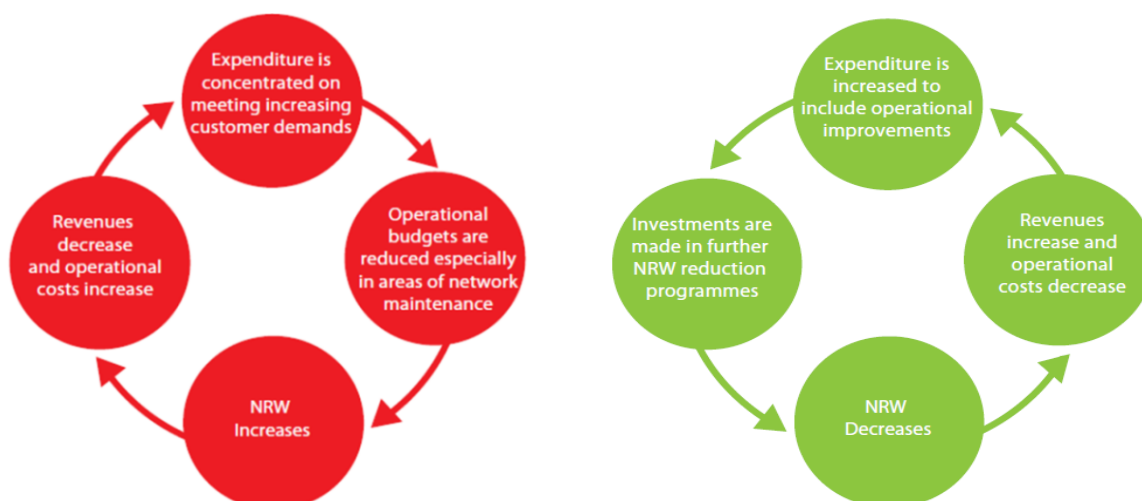 Expenditure is
concentrated on
meeting increasing
customer demands
Operational
budgets are
reduced especially
in areas of network
maintenance
NRW
Increases
Revenues
decrease
and operational
costs increase
Expenditure is
increased to
include operational
improvements
Investments are
made in further
NRW reduction
programmes
NRW
Decreases
Revenues
increase and
operational
costs decrease